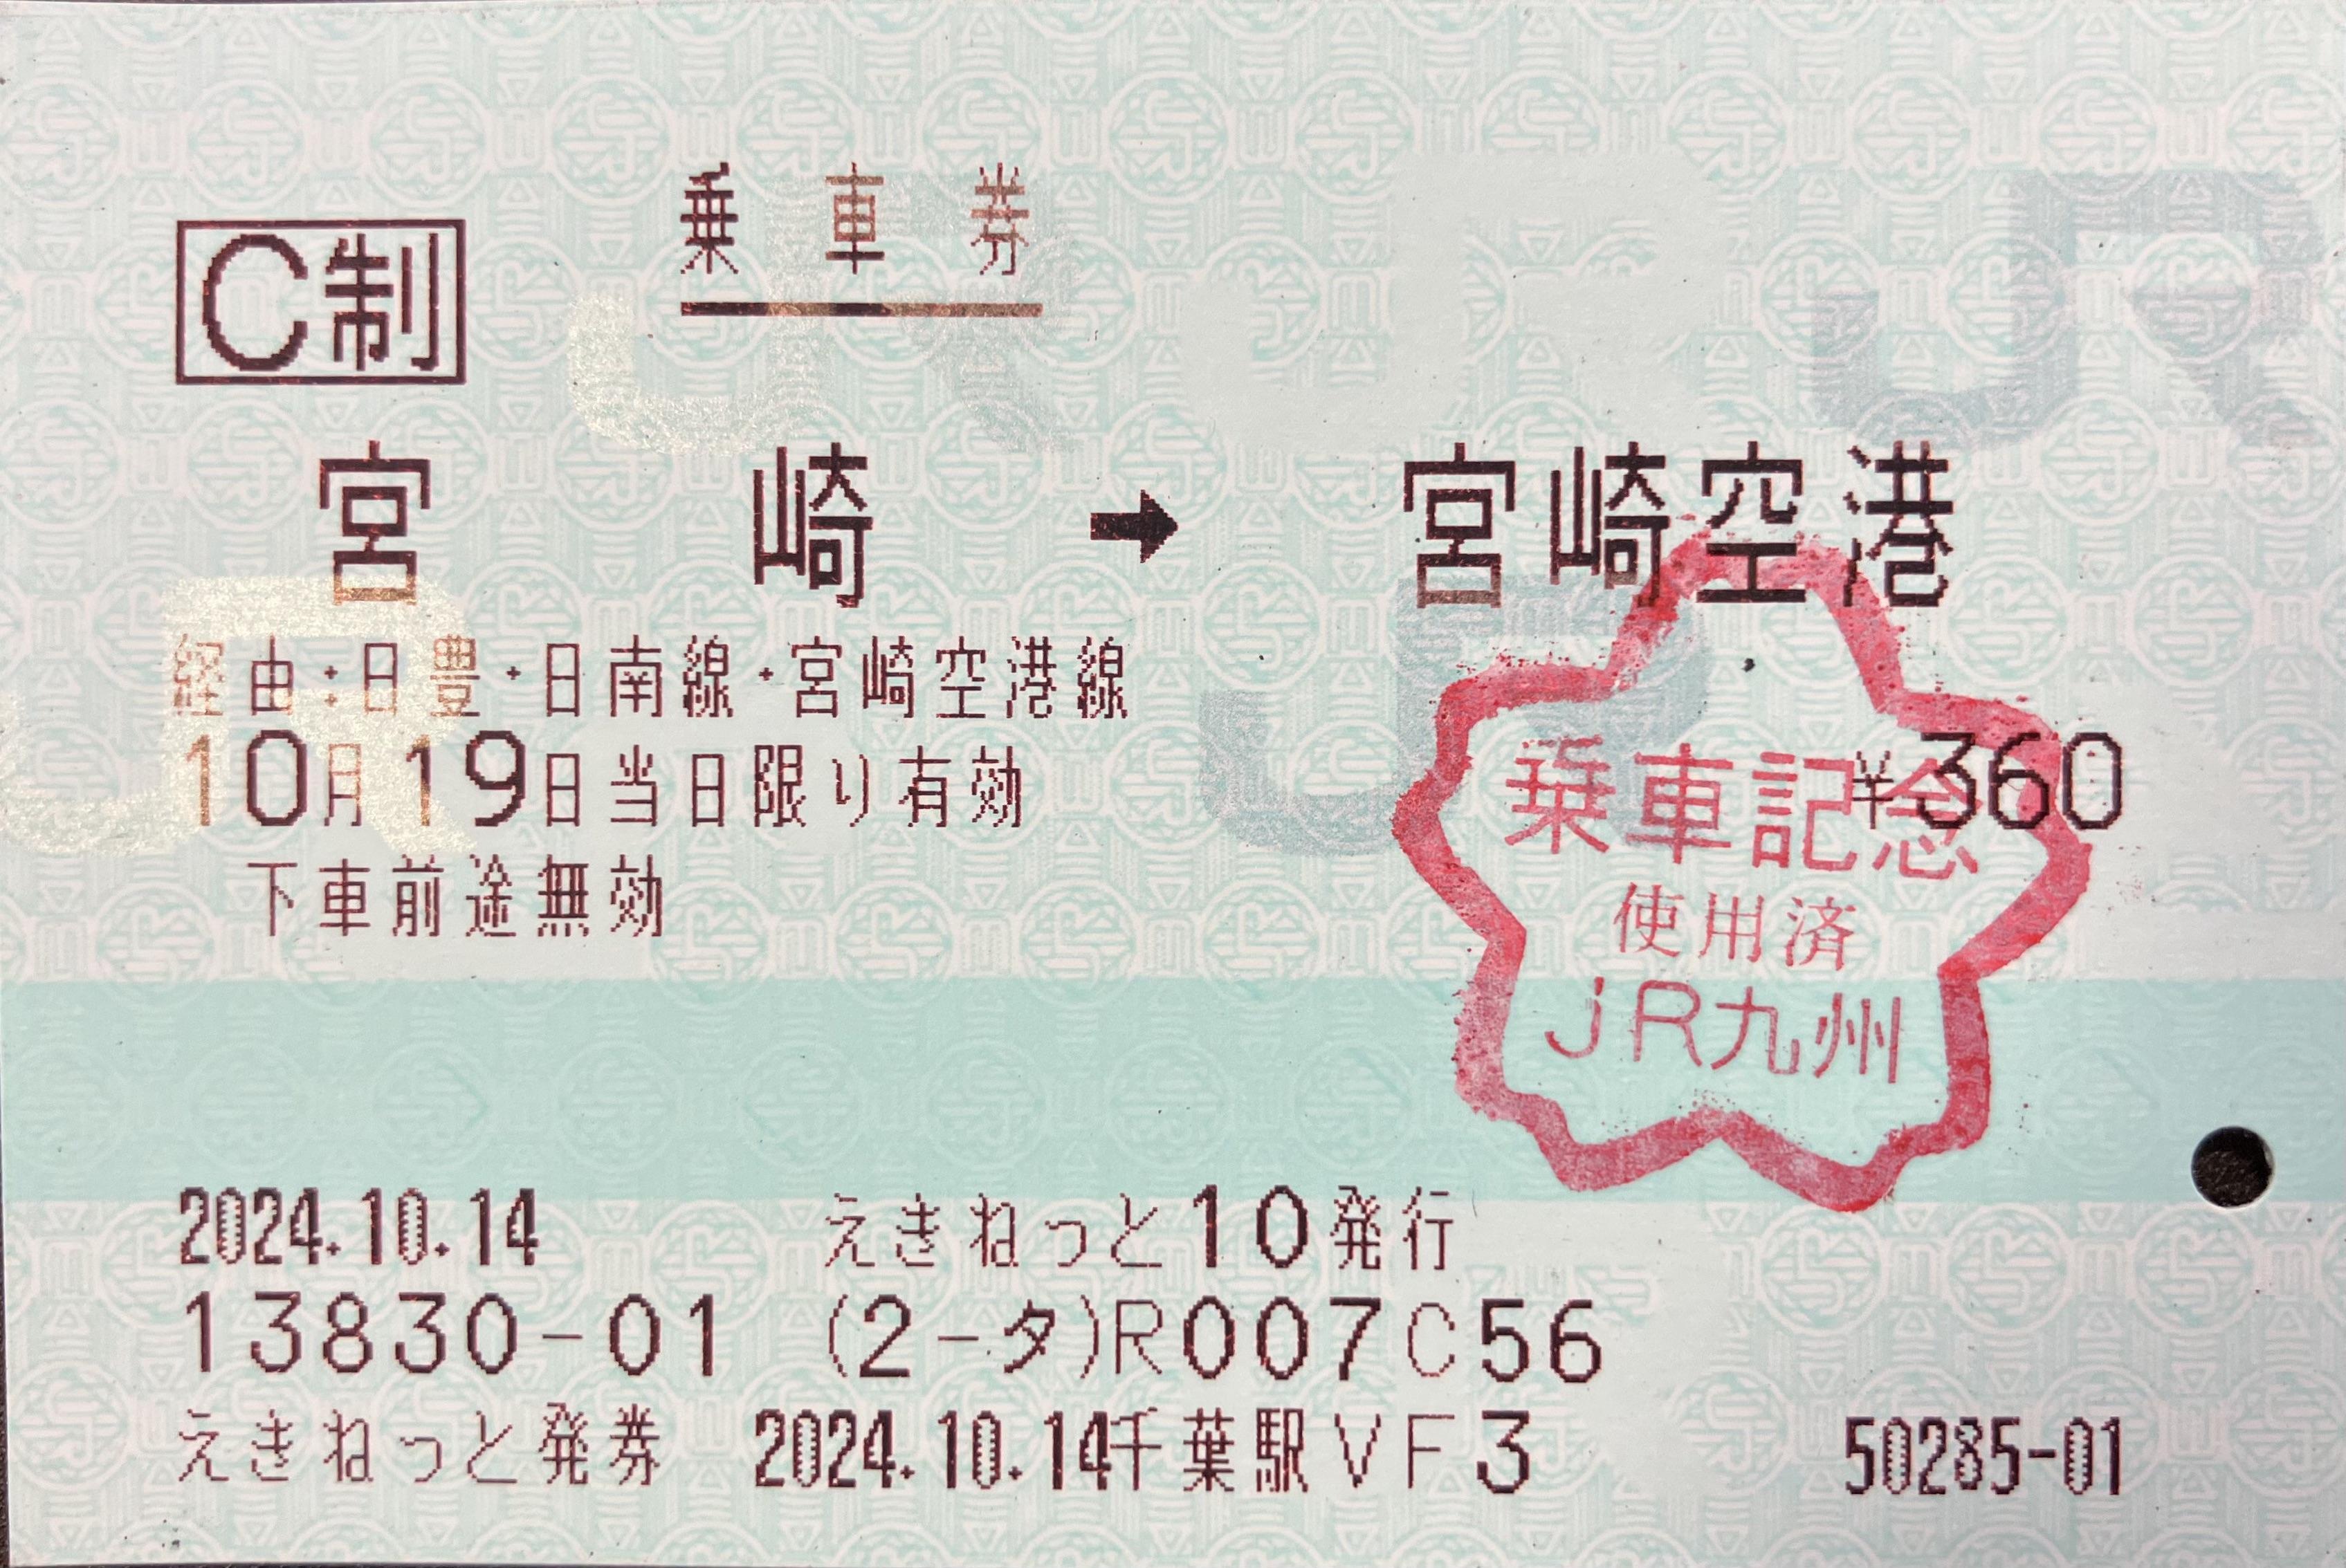 C制
乗車券
宮崎 → 宮崎空港
経由:日豊・日南線・宮崎空港線
10月19日当日限り有効
¥360
下車前途無効
乗車記念
使用済
JR九州
2024.10.14 えきねっと10発行
13830-01 (2-タ)R007C56
えきねっと発券 2024.10.14千葉駅VF3 50285-01